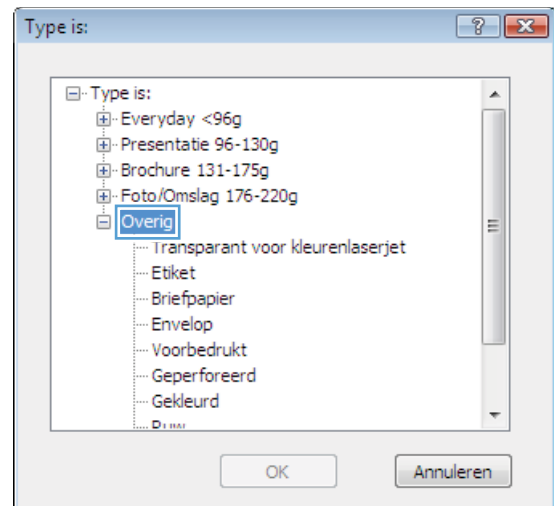 Type is:
Type is:
Everyday <96g
Presentatie 96-130g
Brochure 131-175g
Foto/Omslag 176-220g
Overig
Transparant voor kleurenlaserjet
Etiket
Briefpapier
Envelop
Voorbedrukt
Geperforeerd
Gekleurd
OK Annuleren